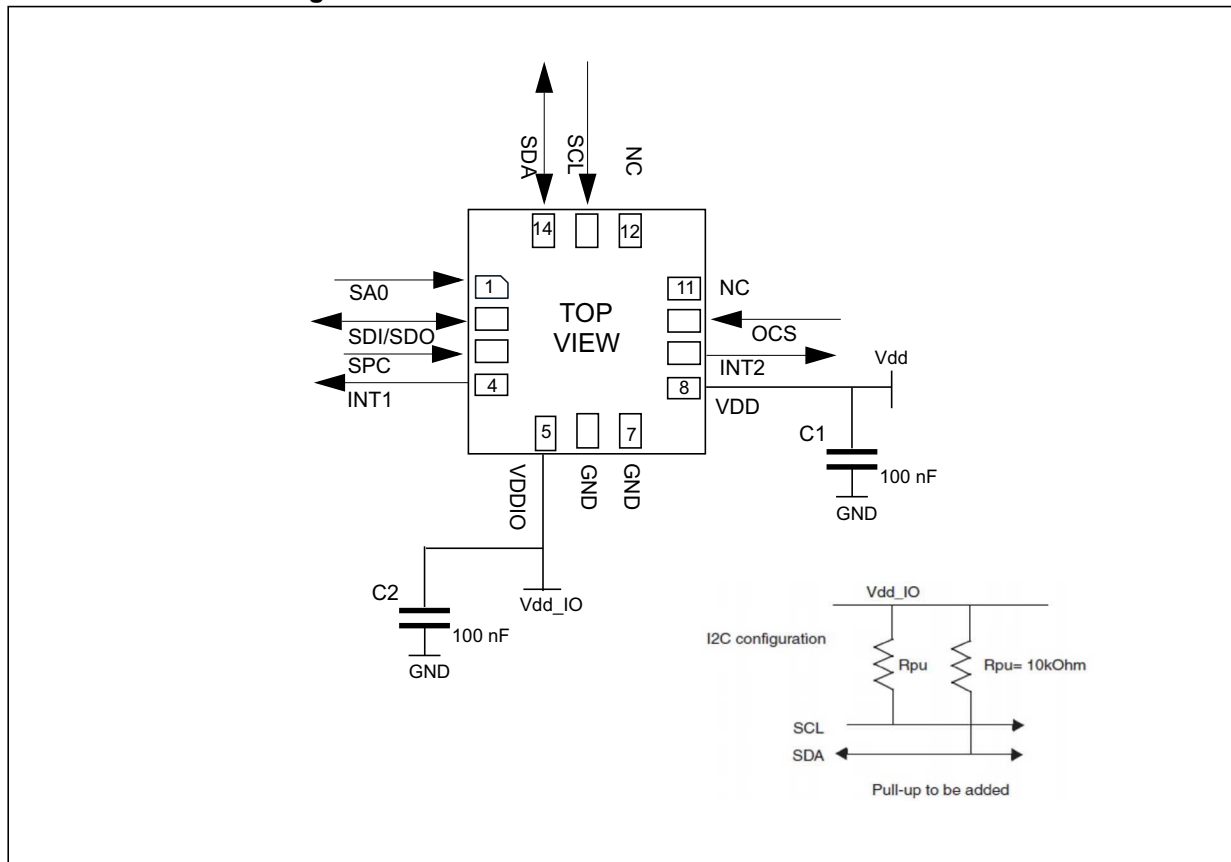 g
SDA
SCL
NC
14
12
1
11
NC
SA0
TOP
VIEW
SDI/SDO
OCS
SPC
INT2
Vdd
INT1
4
8
VDD
5
7
C1
100 nF
GND
VDDIO
GND
GND
C2
100 nF
GND
Vdd_IO
Vdd_IO
I2C configuration
Rpu
Rpu= 10kOhm
SCL
SDA
Pull-up to be added